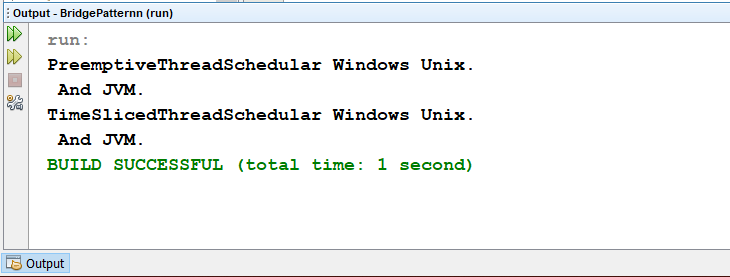 Output - BridgePatternn (run)
run:
PreemptiveThreadSchedular Windows Unix.
And JVM.
TimeSlicedThreadSchedular Windows Unix.
And JVM.
BUILD SUCCESSFUL (total time: 1 second)
Output